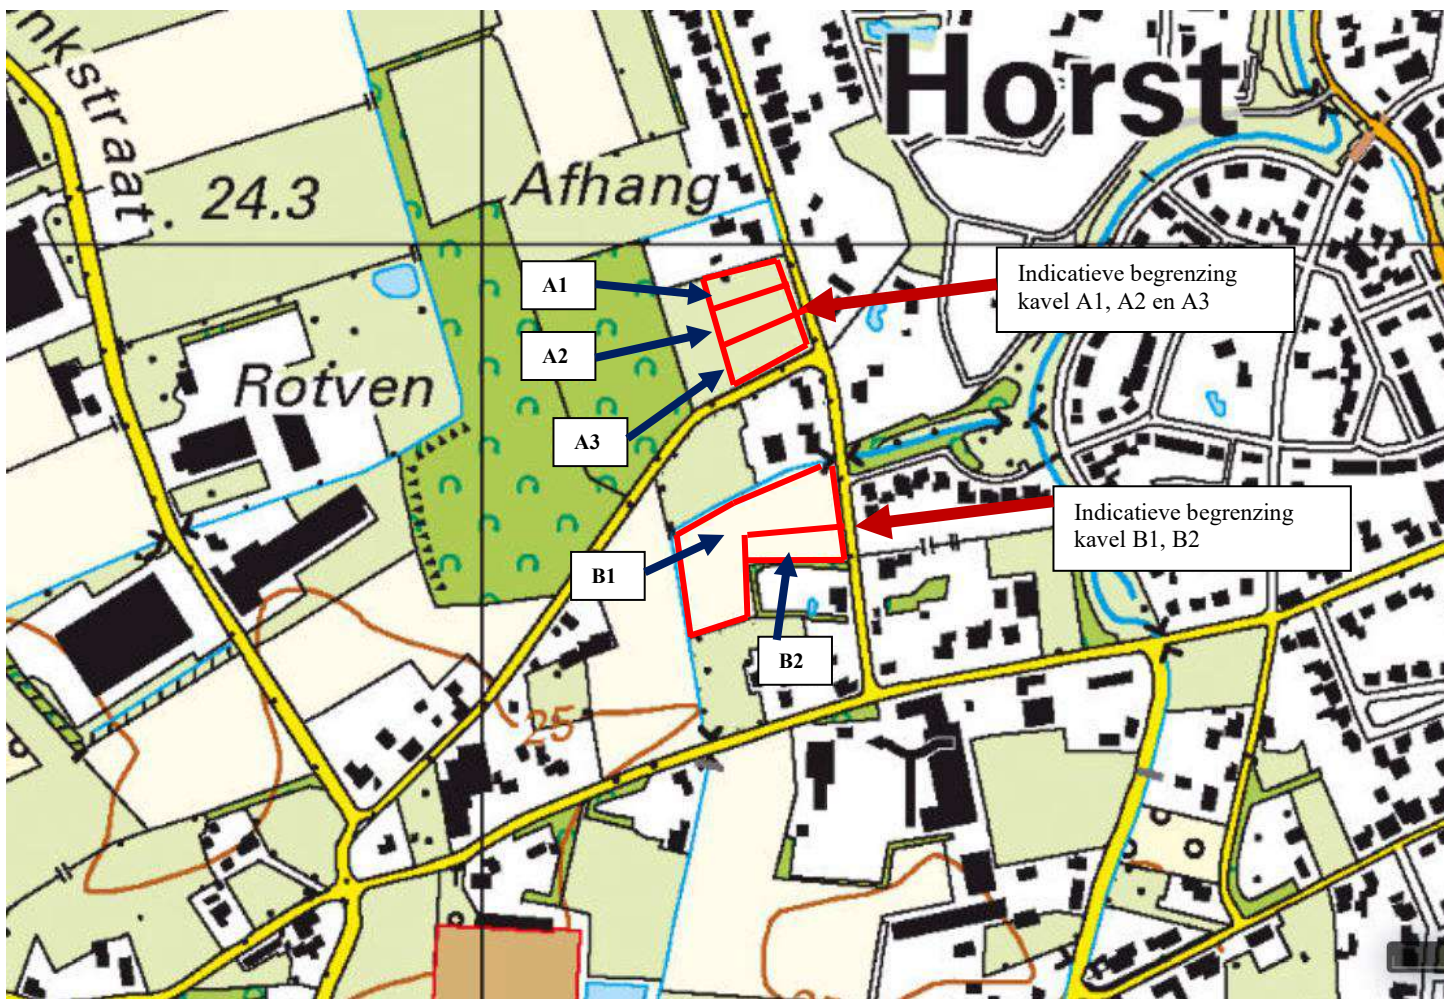 nkstraat
Horst
24.3
Afhang
A1
Indicatieve begrenzing
kavel A1, A2 en A3
A2
Rotven
A3
Indicatieve begrenzing
kavel B1, B2
B1
B2
25